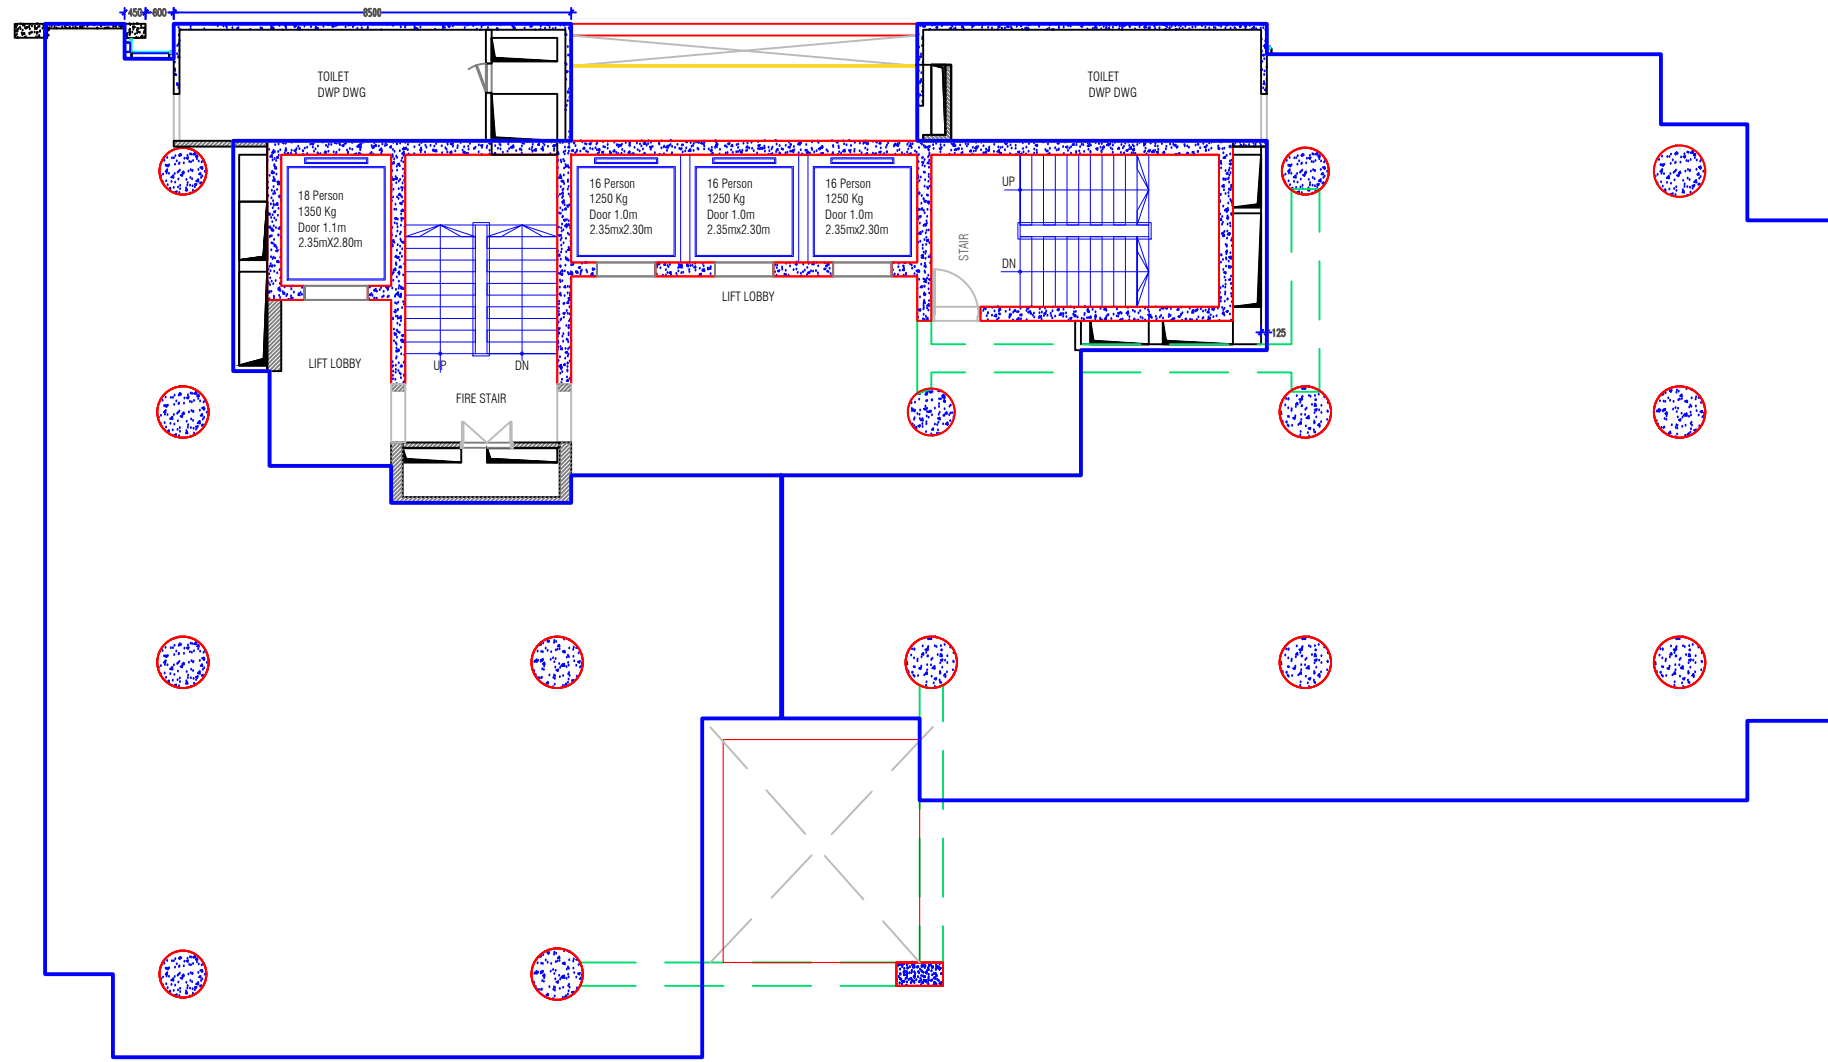 450 600 8500
TOILET
DWP DWG
TOILET
DWP DWG
18 Person
1350 Kg
Door 1.1m
2.35mX2.80m
16 Person
1250 Kg
Door 1.0m
2.35mx2.30m
16 Person
1250 Kg
Door 1.0m
2.35mx2.30m
16 Person
1250 Kg
Door 1.0m
2.35mx2.30m
UP
STAIR
DN
LIFT LOBBY
125
LIFT LOBBY
UP
DN
FIRE STAIR